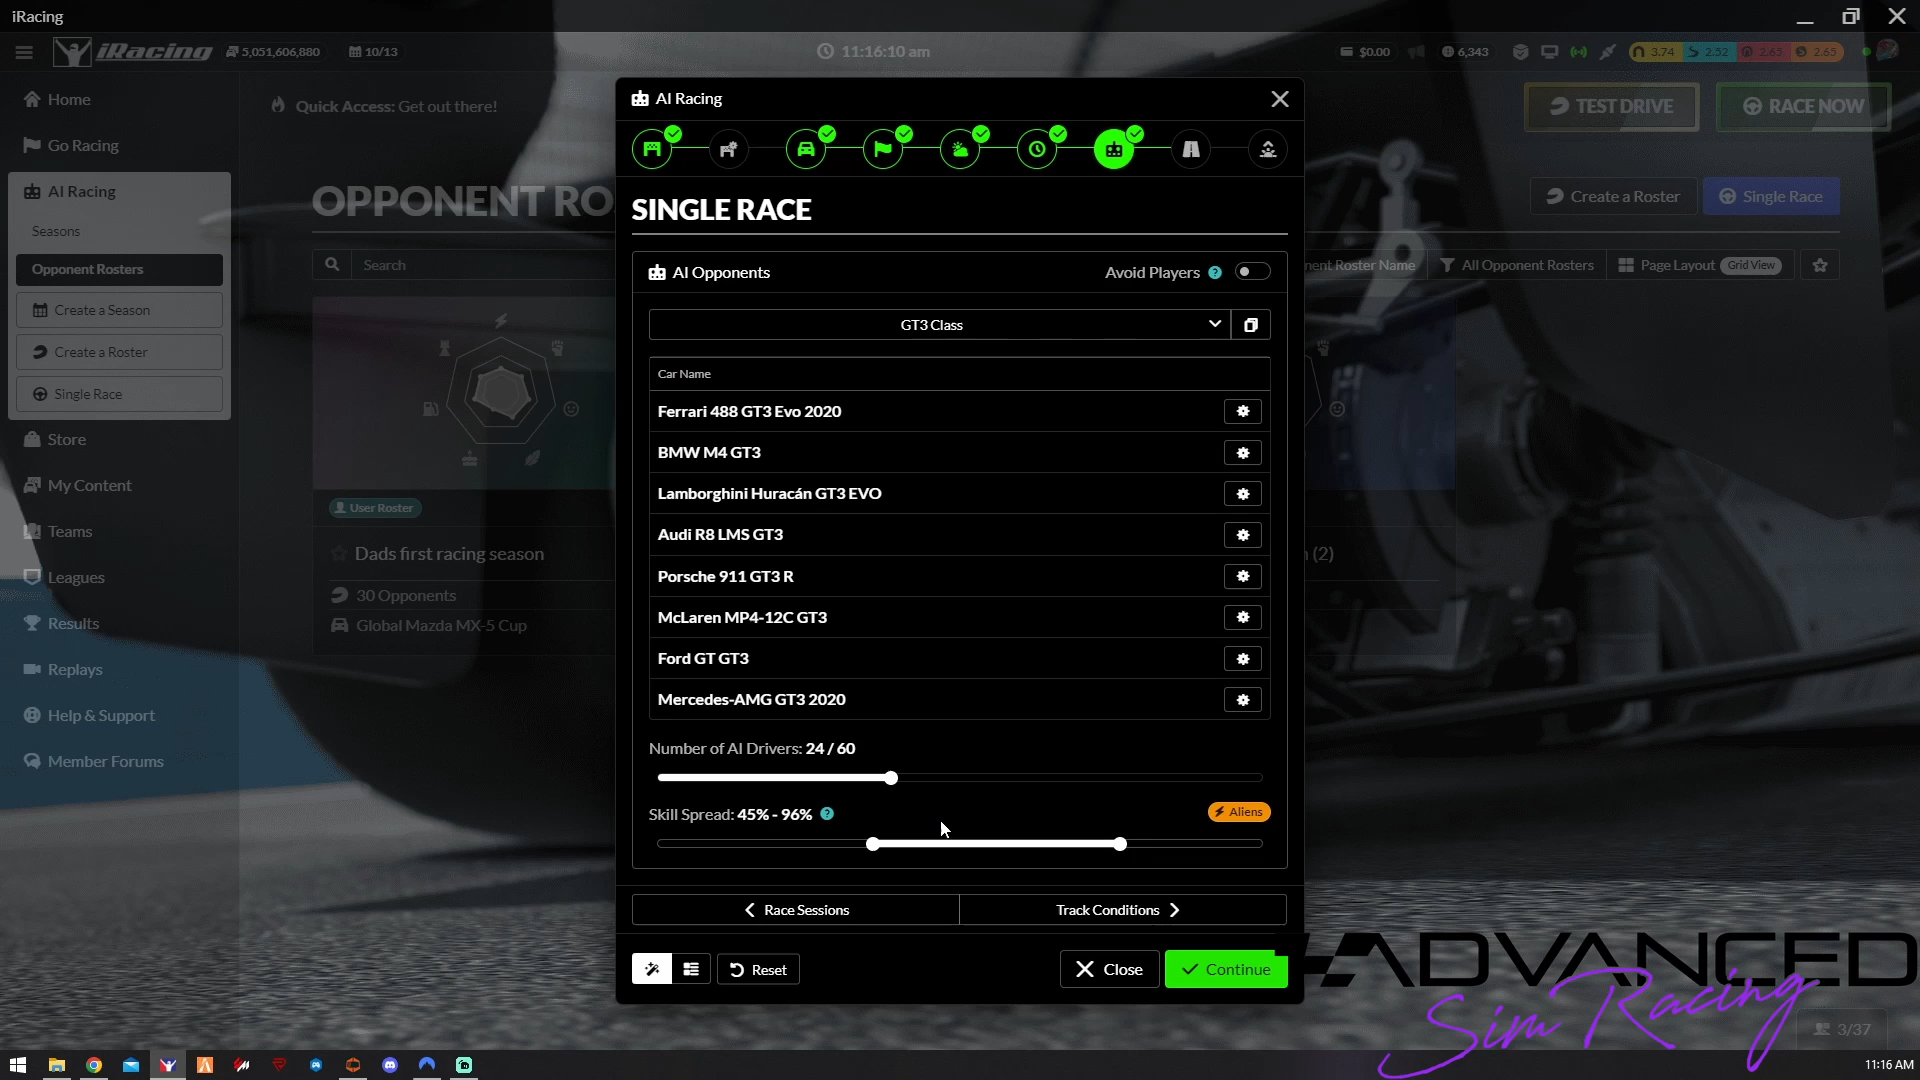 iRacing
iRacing
5,051,606,880
10/13
11:16:10 am
$0.00
6,343
3.74
2.52
2.65
2.65
Home
Go Racing
AI Racing
Seasons
Opponent Rosters
Create a Season
Create a Roster
Single Race
Store
My Content
Teams
Leagues
Results
Replays
Help & Support
Member Forums
Quick Access: Get out there!
TEST DRIVE
RACE NOW
OPPONENT RO
Create a Roster
Single Race
Search
nent Roster Name
All Opponent Rosters
Page Layout
Grid View
User Roster
Dads first racing season
30 Opponents
Global Mazda MX-5 Cup
(2)
AI Racing
SINGLE RACE
AI Opponents
Avoid Players
GT3 Class
Car Name
Ferrari 488 GT3 Evo 2020
BMW M4 GT3
Lamborghini Huracán GT3 EVO
Audi R8 LMS GT3
Porsche 911 GT3 R
McLaren MP4-12C GT3
Ford GT GT3
Mercedes-AMG GT3 2020
Number of AI Drivers: 24 / 60
Skill Spread: 45% - 96%
Aliens
Race Sessions
Track Conditions
Reset
Close
Continue
ADVANCED
Sim Racing
3/37
11:16 AM